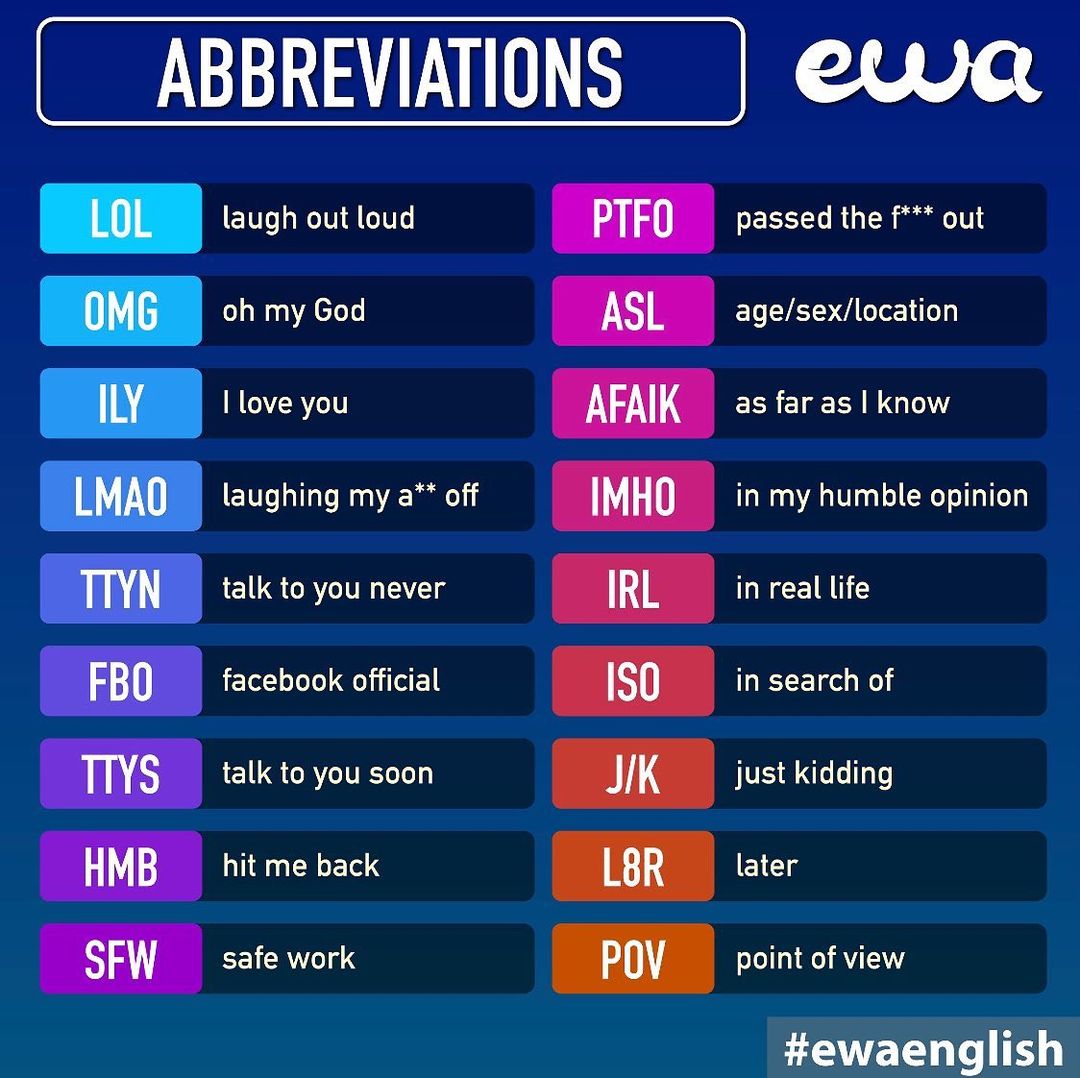 ABBREVIATIONS
ewa
LOL laugh out loud
OMG oh my God
ILY I love you
LMAO laughing my a** off
TTYN talk to you never
FBO facebook official
TTYS talk to you soon
HMB hit me back
SFW safe work
PTFO passed the f*** out
ASL age/sex/location
AFAIK as far as I know
IMHO in my humble opinion
IRL in real life
ISO in search of
J/K just kidding
L8R later
POV point of view
#ewaenglish